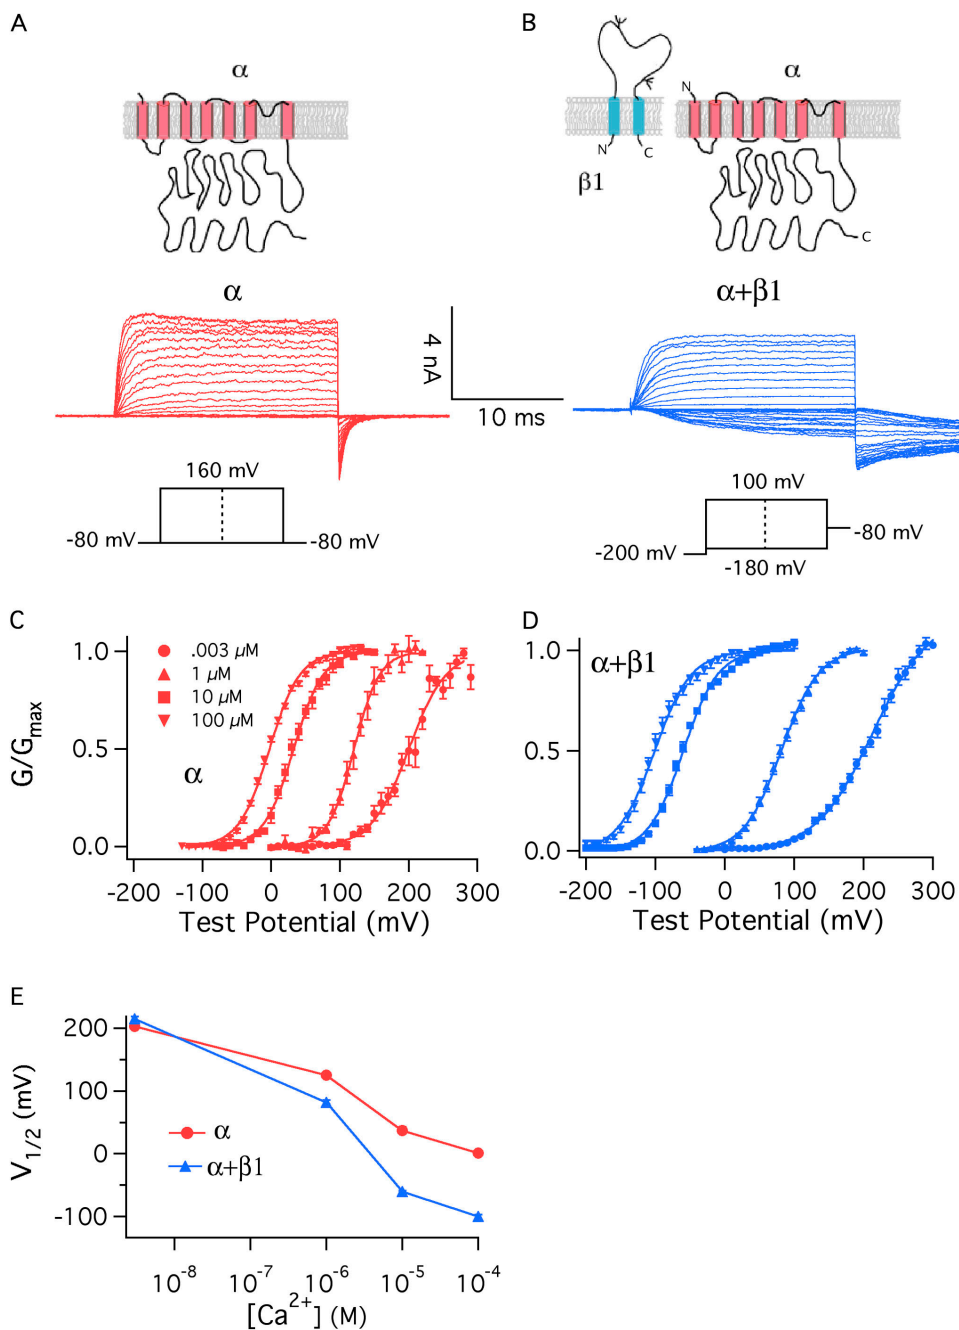 A
B
α
α
N
N
C
β1
C
α
α+β1
4 nA
10 ms
160 mV
-80 mV
-80 mV
100 mV
-200 mV
-80 mV
-180 mV
C
D
1.0
0.5
0.0
G/Gmax
.003 µM
1 µM
10 µM
100 µM
α
-200 -100 0 100 200 300
Test Potential (mV)
1.0
0.5
0.0
α+β1
-200 -100 0 100 200 300
Test Potential (mV)
E
200
100
0
-100
V1/2 (mV)
α
α+β1
10-8 10-7 10-6 10-5 10-4
[Ca2+] (M)